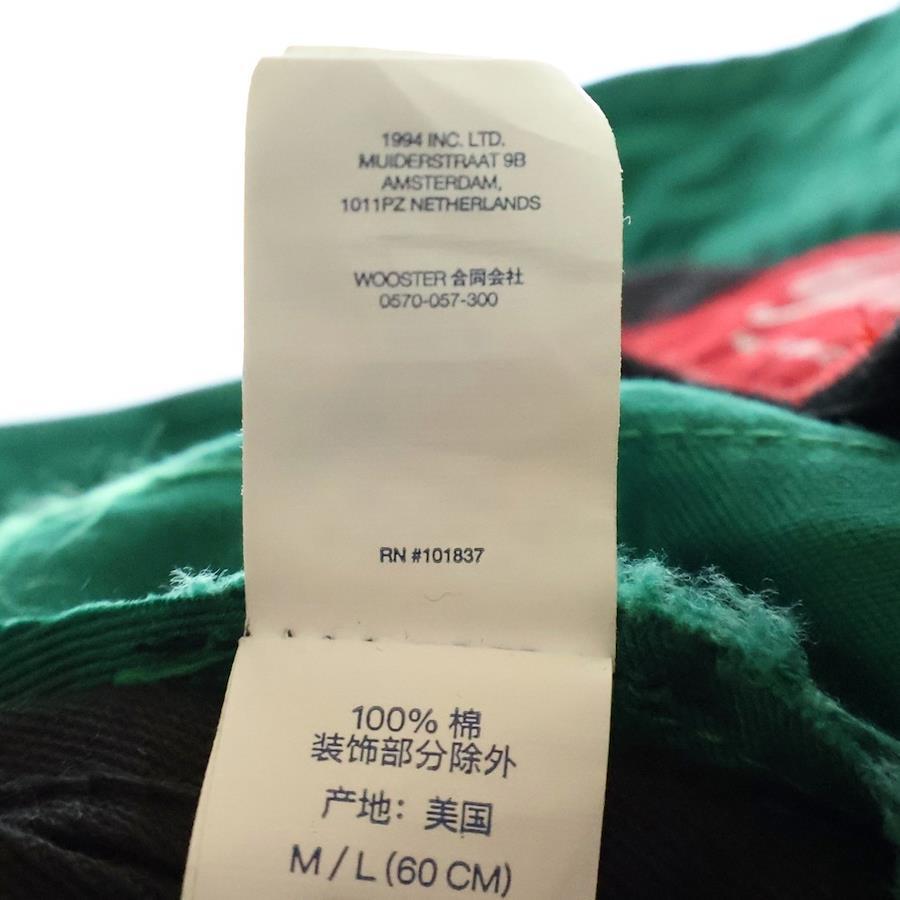 1994 INC. LTD.
MUIDERSTRAAT 9B
AMSTERDAM,
1011PZ NETHERLANDS
WOOSTER 合同会社
0570-057-300
RN #101837
100% 棉
装饰部分除外
产地：美国
M / L (60 CM)